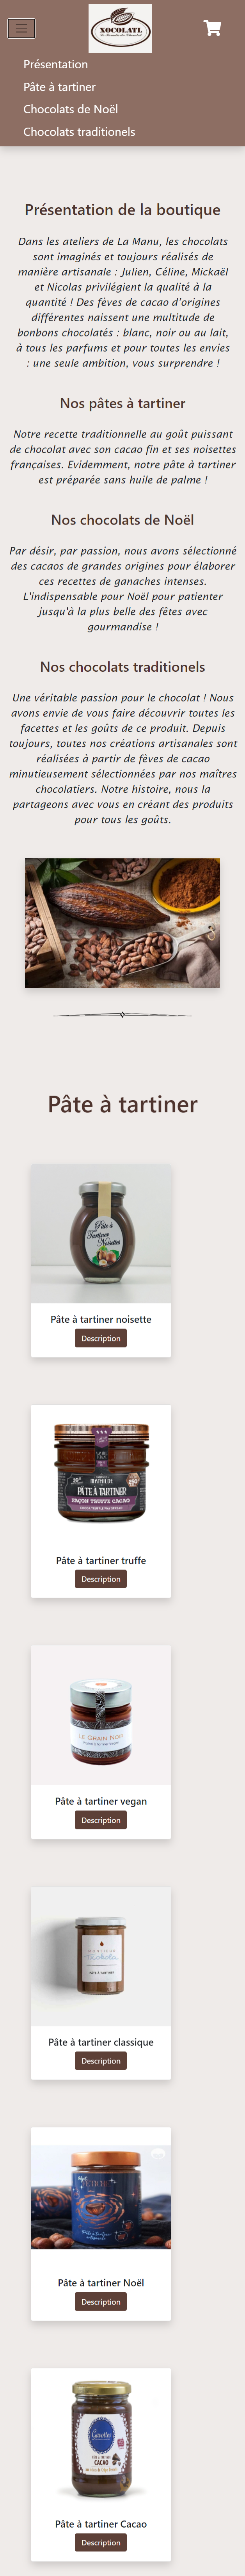 XOCOLATL
Présentation
Pâte à tartiner
Chocolats de Noël
Chocolats traditionels
Présentation de la boutique
Dans les ateliers de La Manu, les chocolats
sont imaginés et toujours réalisés de
manière artisanale : Julien, Céline, Mickaël
et Nicolas privilégient la qualité à la
quantité ! Des fèves de cacao d'origines
différentes naissent une multitude de
bonbons chocolatés : blanc, noir ou au lait,
à tous les parfums et pour toutes les envies
: une seule ambition, vous surprendre !
Nos pâtes à tartiner
Notre recette traditionnelle au goût puissant
de chocolat avec son cacao fin et ses noisettes
françaises. Evidemment, notre pâte à tartiner
est préparée sans huile de palme !
Nos chocolats de Noël
Par désir, par passion, nous avons sélectionné
des cacaos de grandes origines pour élaborer
ces recettes de ganaches intenses.
L'indispensable pour Noël pour patienter
jusqu'à la plus belle des fêtes avec
gourmandise !
Nos chocolats traditionels
Une véritable passion pour le chocolat ! Nous
avons envie de vous faire découvrir toutes les
facettes et les goûts de ce produit. Depuis
toujours, toutes nos créations artisanales sont
réalisées à partir de fèves de cacao
minutieusement sélectionnées par nos maîtres
chocolatiers. Notre histoire, nous la
partageons avec vous en créant des produits
pour tous les goûts.
Pâte à tartiner
Pâte à
Tartiner
Noisettes
Pâte à tartiner noisette
Description
MATHILDE
PÂTE À TARTINER
FAÇON TRUFFE CACAO
Pâte à tartiner truffe
Description
LE GRAIN NOIR
Pâte à tartiner vegan
Description
MONSIEUR
Pâte à tartiner classique
Description
Pâte à tartiner Noël
Description
Gavottes
CACAO
Pâte à tartiner Cacao
Description